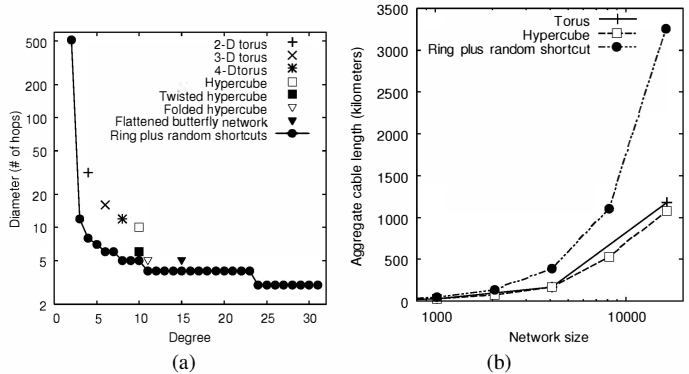 500
200
100
50
20
10
5
2
Diameter (# of hops)
2-D torus
3-D torus
4-Dtorus
Hypercube
Twisted hypercube
Folded hypercube
Flattened butterfly network
Ring plus random shortcuts
0 5 10 15 20 25 30
Degree
(a)
3500
3000
2500
2000
1500
1000
500
0
Aggregate cable length (kilometers)
Torus
Hypercube
Ring plus random shortcut
1000 10000
Network size
(b)